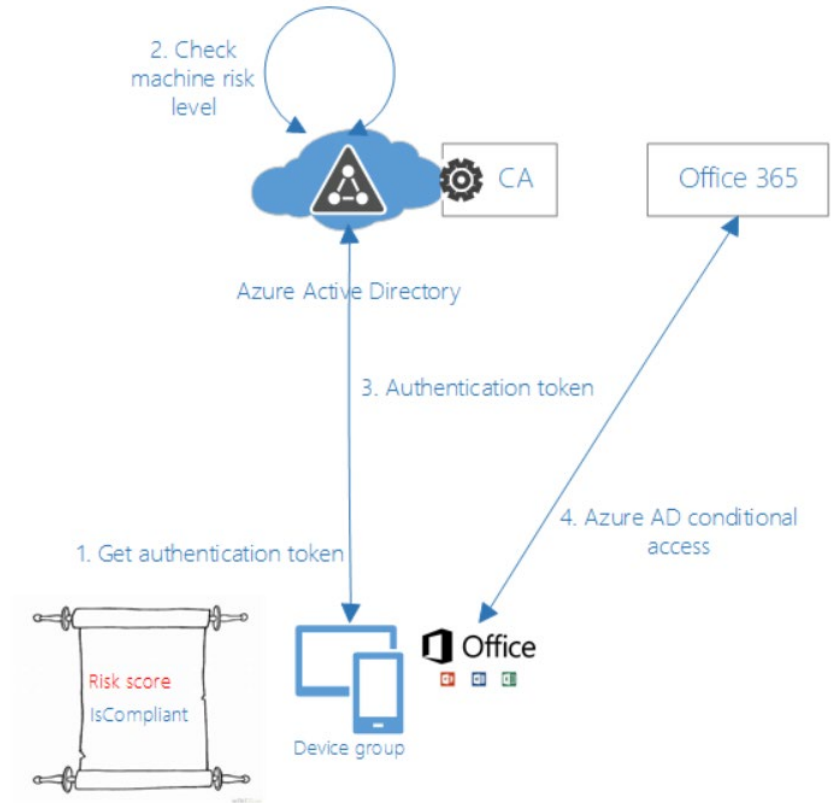 2. Check
machine risk
level
CA
Office 365
Azure Active Directory
3. Authentication token
4. Azure AD conditional
access
1. Get authentication token
Office
Risk score
IsCompliant
Device group